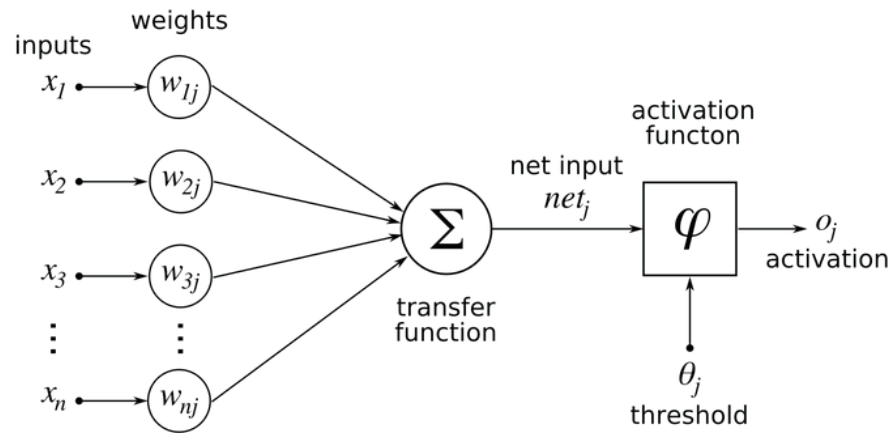 weights
inputs
x1
w1j
x2
w2j
x3
w3j
⋮
⋮
xn
wnj
Σ
transfer
function
net input
netj
activation
functon
φ
oj
activation
θj
threshold